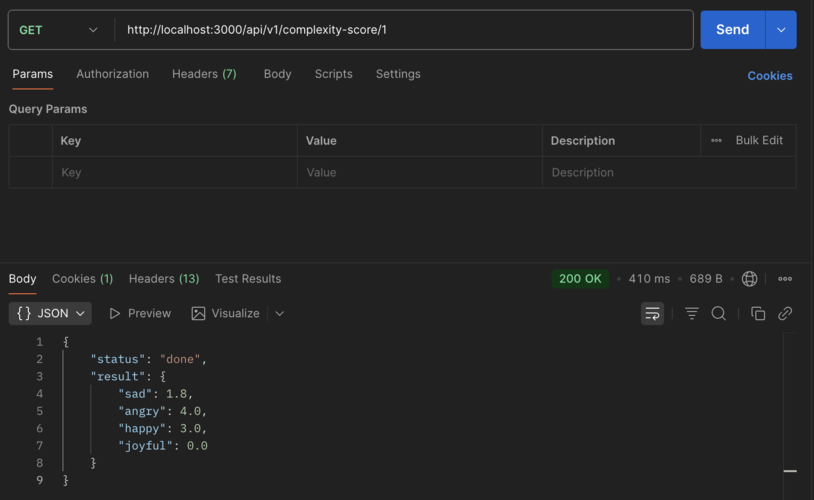 GET http://localhost:3000/api/v1/complexity-score/1 Send
Params Authorization Headers (7) Body Scripts Settings Cookies
Query Params
Key Value Description ••• Bulk Edit
Key Value Description
Body Cookies (1) Headers (13) Test Results 200 OK • 410 ms • 689 B • •••
{ } JSON Preview Visualize
1 {
2 "status": "done",
3 "result": {
4 "sad": 1.8,
5 "angry": 4.0,
6 "happy": 3.0,
7 "joyful": 0.0
8 }
9 }